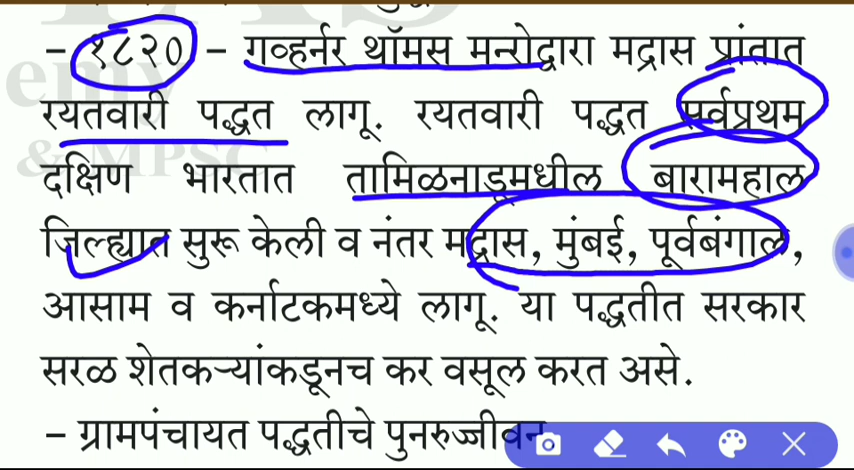 – १८२० – गव्हर्नर थॉमस मन्रोद्वारा मद्रास प्रांतात
रयतवारी पद्धत लागू. रयतवारी पद्धत सर्वप्रथम
दक्षिण भारतात तामिळनाडूमधील बारामहाल
जिल्ह्यात सुरू केली व नंतर मद्रास, मुंबई, पूर्वबंगाल,
आसाम व कर्नाटकमध्ये लागू. या पद्धतीत सरकार
सरळ शेतकऱ्यांकडूनच कर वसूल करत असे.
– ग्रामपंचायत पद्धतीचे पुनरुज्जीवन